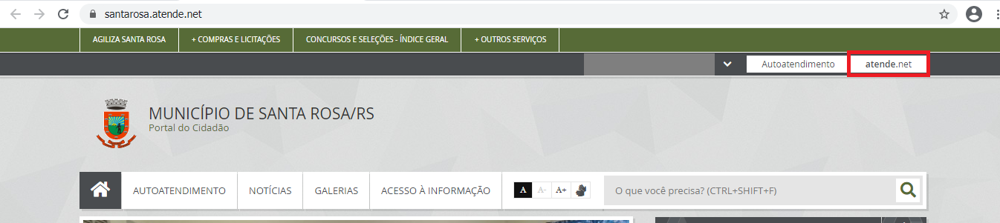 santarosa.atende.net
AGILIZA SANTA ROSA + COMPRAS E LICITAÇÕES CONCURSOS E SELEÇÕES - ÍNDICE GERAL + OUTROS SERVIÇOS
Autoatendimento atende.net
MUNICÍPIO DE SANTA ROSA/RS
Portal do Cidadão
AUTOATENDIMENTO NOTÍCIAS GALERIAS ACESSO À INFORMAÇÃO A A- A+ O que você precisa? (CTRL+SHIFT+F)